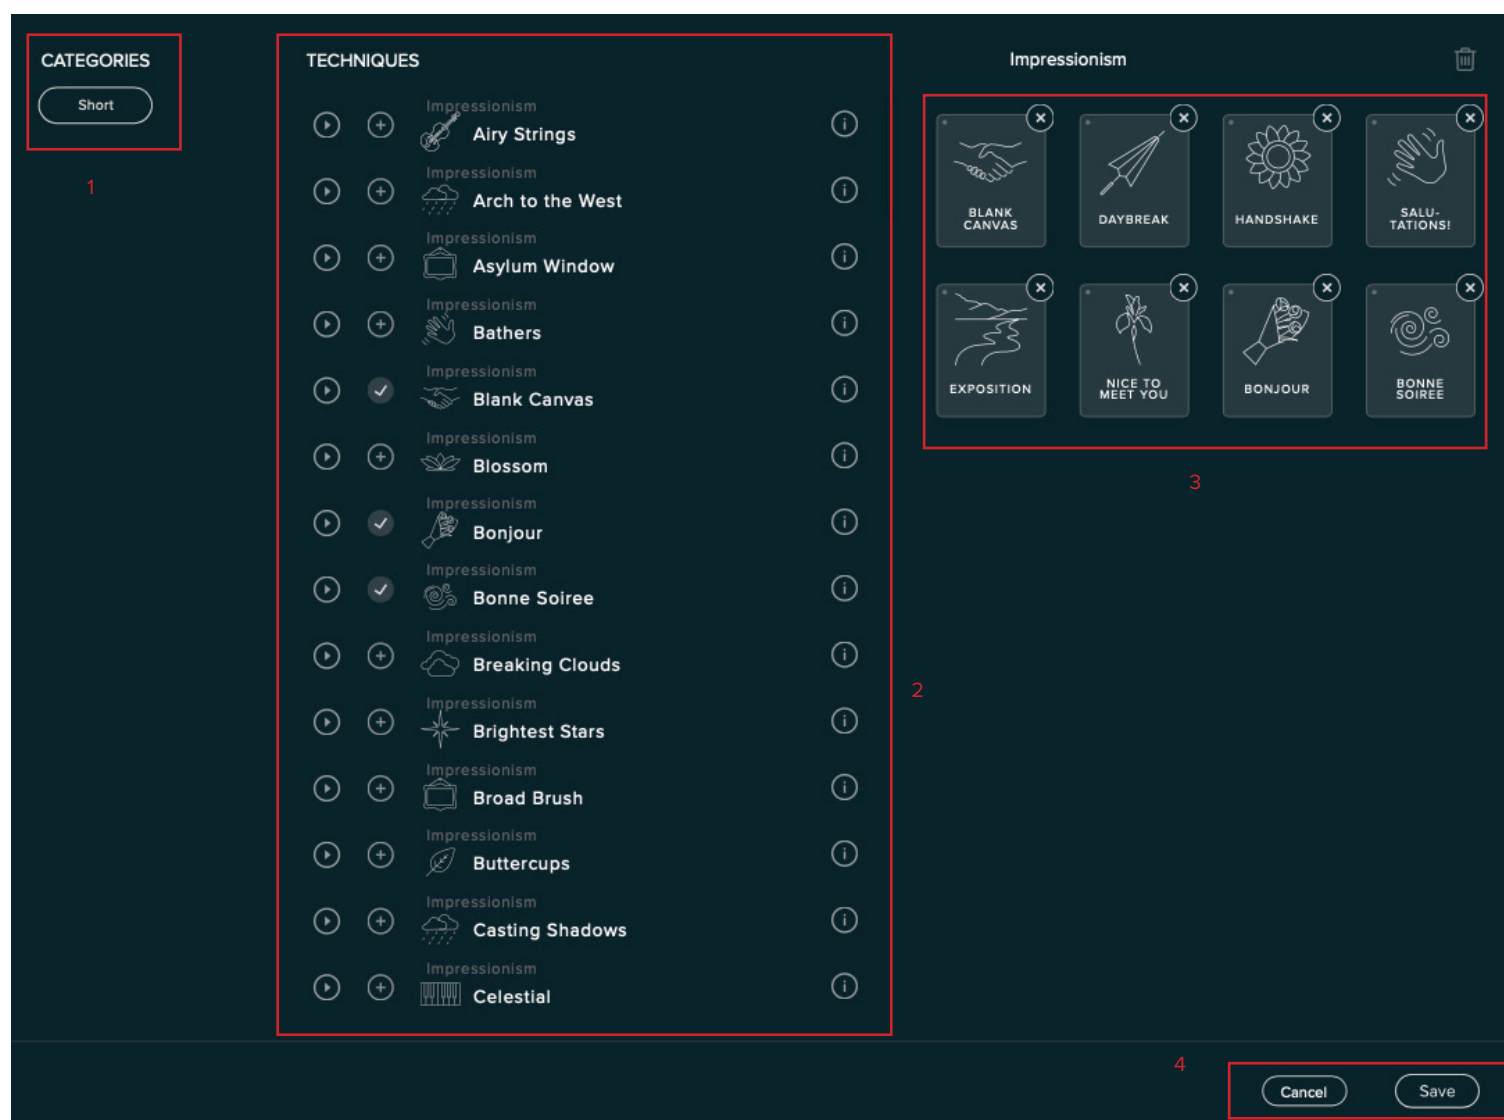 CATEGORIES
Short
1
TECHNIQUES
Impressionism
Airy Strings
Impressionism
Arch to the West
Impressionism
Asylum Window
Impressionism
Bathers
Impressionism
Blank Canvas
Impressionism
Blossom
Impressionism
Bonjour
Impressionism
Bonne Soiree
Impressionism
Breaking Clouds
Impressionism
Brightest Stars
Impressionism
Broad Brush
Impressionism
Buttercups
Impressionism
Casting Shadows
Impressionism
Celestial
2
Impressionism
BLANK
CANVAS
DAYBREAK
HANDSHAKE
SALU-
TATIONS!
EXPOSITION
NICE TO
MEET YOU
BONJOUR
BONNE
SOIREE
3
4
Cancel
Save